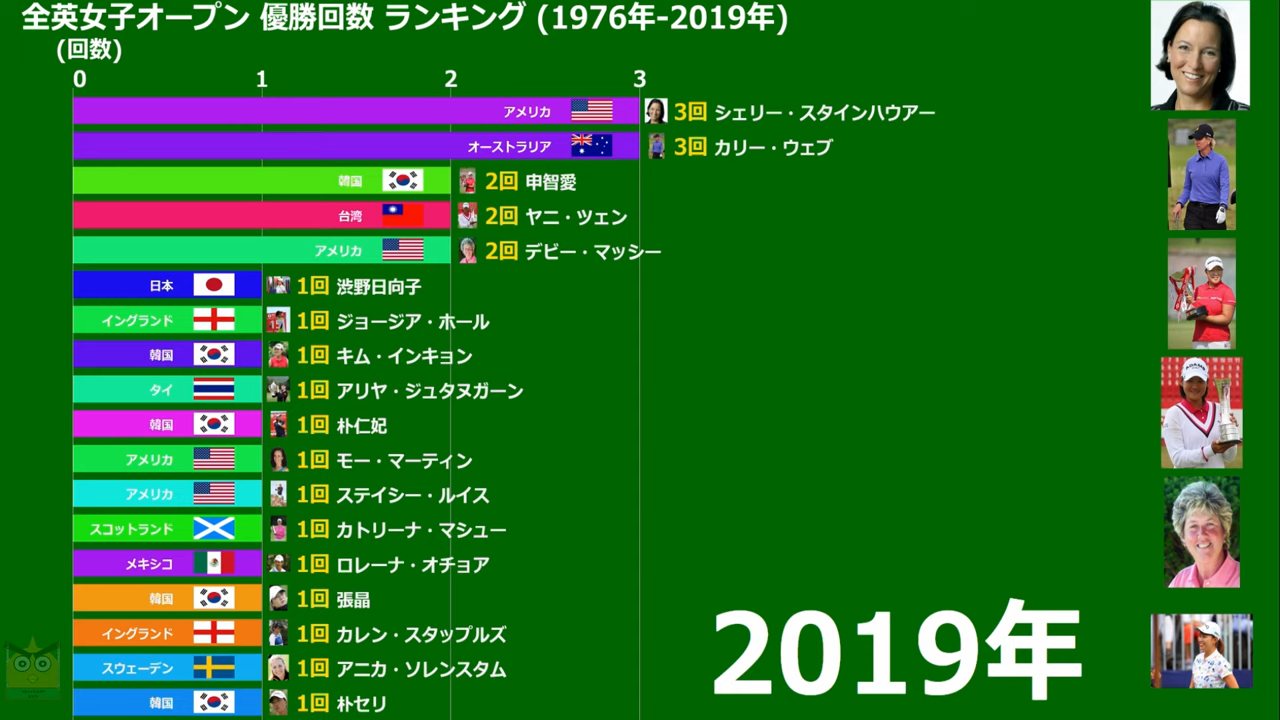 全英女子オープン 優勝回数 ランキング (1976年-2019年)
(回数)
0 1 2 3
アメリカ 3回 シェリー・スタインハウアー
オーストラリア 3回 カリー・ウェブ
韓国 2回 申智愛
台湾 2回 ヤニ・ツェン
アメリカ 2回 デビー・マッシー
日本 1回 渋野日向子
イングランド 1回 ジョージア・ホール
韓国 1回 キム・インキョン
タイ 1回 アリヤ・ジュタヌガーン
韓国 1回 朴仁妃
アメリカ 1回 モー・マーティン
アメリカ 1回 ステイシー・ルイス
スコットランド 1回 カトリーナ・マシュー
メキシコ 1回 ロレーナ・オチョア
韓国 1回 張晶
イングランド 1回 カレン・スタップルズ
スウェーデン 1回 アニカ・ソレンスタム
韓国 1回 朴セリ
2019年